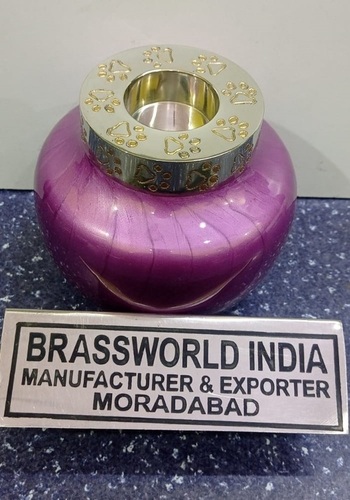 BRASSWORLD INDIA
MANUFACTURER & EXPORTER
MORADABAD